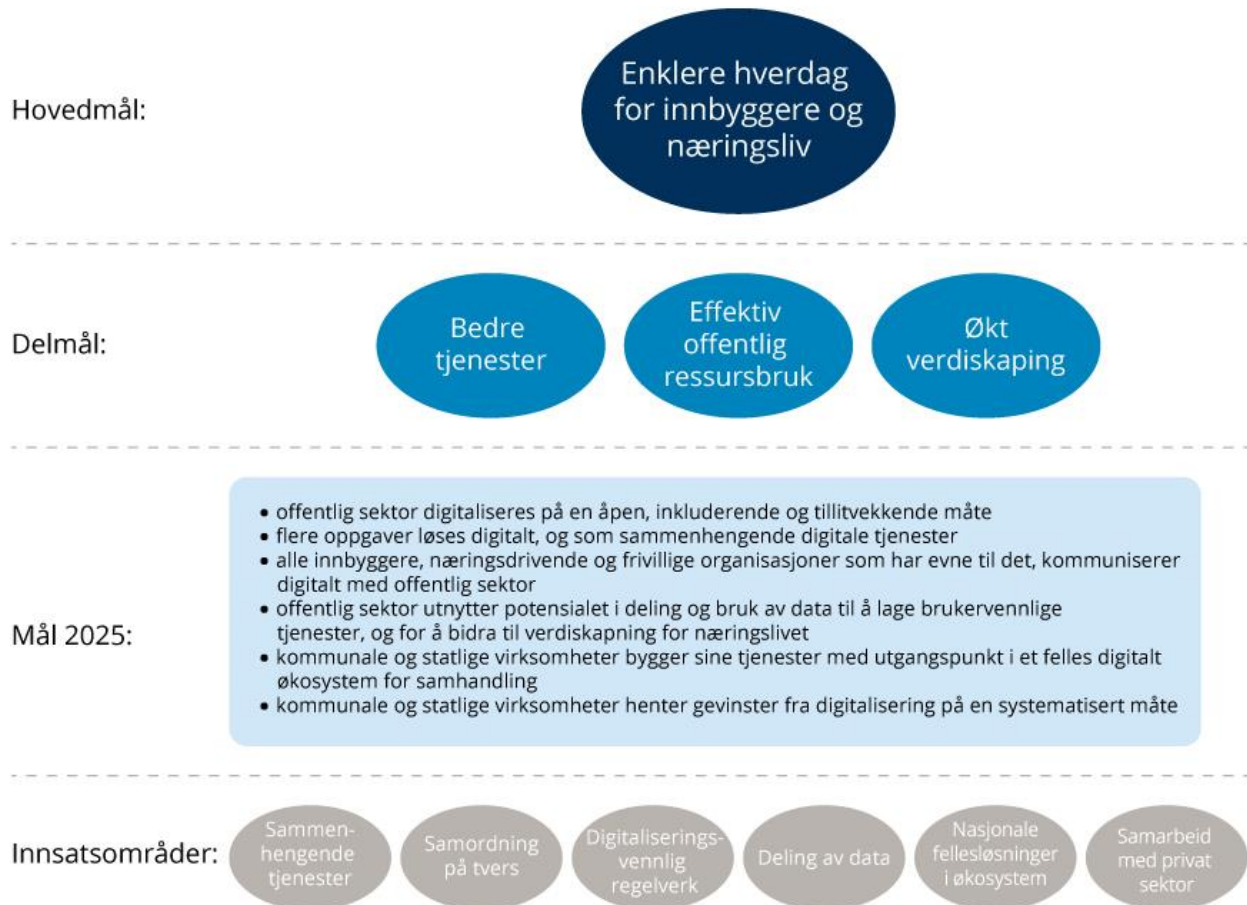 Hovedmål:
Enklere hverdag
for innbyggere og
næringsliv
Delmål:
Bedre
tjenester
Effektiv
offentlig
ressursbruk
Økt
verdiskaping
Mål 2025:
• offentlig sektor digitaliseres på en åpen, inkluderende og tillitvekkende måte
• flere oppgaver løses digitalt, og som sammenhengende digitale tjenester
• alle innbyggere, næringsdrivende og frivillige organisasjoner som har evne til det, kommuniserer
digitalt med offentlig sektor
• offentlig sektor utnytter potensialet i deling og bruk av data til å lage brukervennlige
tjenester, og for å bidra til verdiskapning for næringslivet
• kommunale og statlige virksomheter bygger sine tjenester med utgangspunkt i et felles digitalt
økosystem for samhandling
• kommunale og statlige virksomheter henter gevinster fra digitalisering på en systematisert måte
Innsatsområder:
Sammen-
hengende
tjenester
Samordning
på tvers
Digitaliserings-
vennlig
regelverk
Deling av data
Nasjonale
fellesløsninger
i økosystem
Samarbeid
med privat
sektor